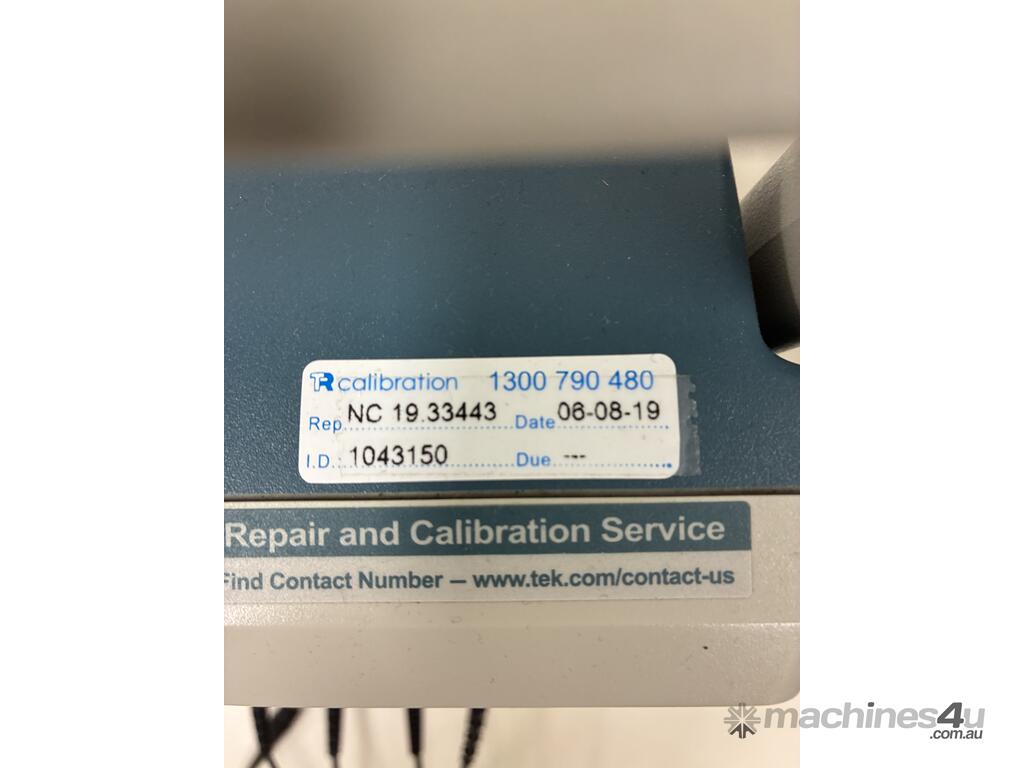 TR calibration 1300 790 480
Rep NC 19.33443 Date 06-08-19
I.D.: 1043150 Due ---
Repair and Calibration Service
Find Contact Number – www.tek.com/contact-us
machines4u
.com.au